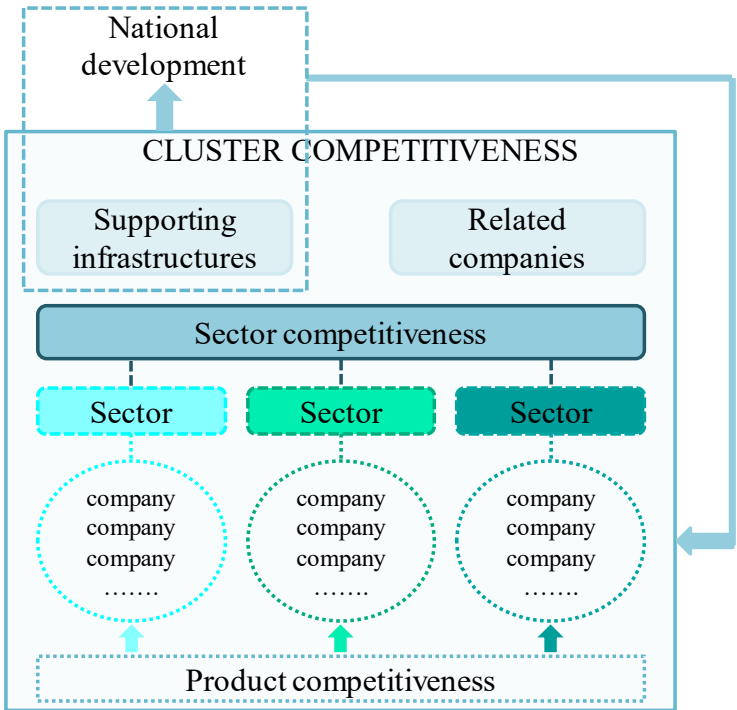 National
development
CLUSTER COMPETITIVENESS
Supporting
infrastructures
Related
companies
Sector competitiveness
Sector
Sector
Sector
company
company
company
.......
company
company
company
.......
company
company
company
.......
Product competitiveness